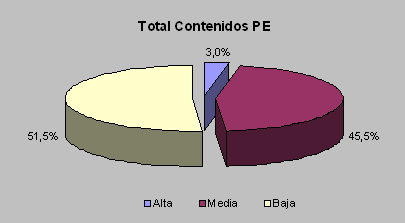 Total Contenidos PE
3,0%
51,5%
45,5%
Alta
Media
Baja